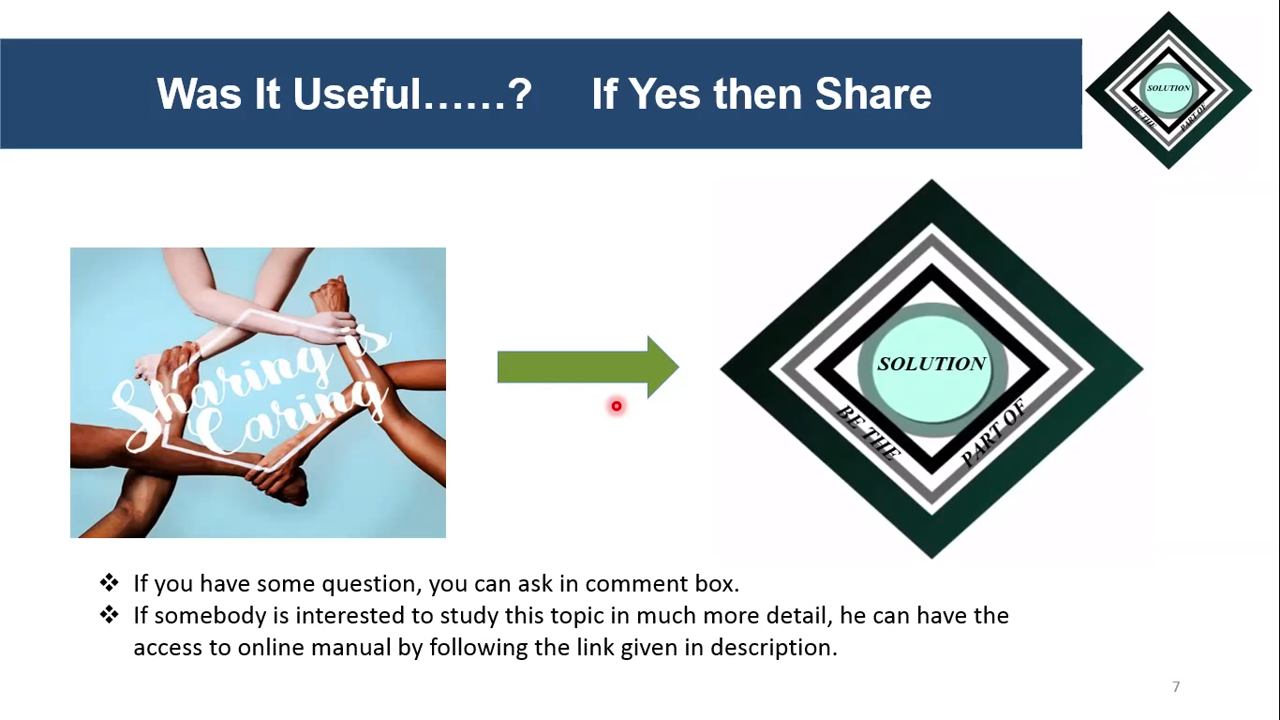 Was It Useful……? If Yes then Share
SOLUTION
BE THE
PART OF
Sharing is
Caring
SOLUTION
BE THE
PART OF
❖ If you have some question, you can ask in comment box.
❖ If somebody is interested to study this topic in much more detail, he can have the
access to online manual by following the link given in description.
7